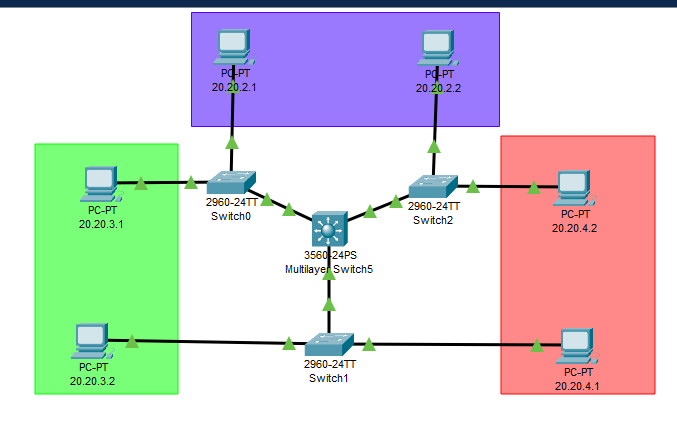 PC-PT
20.20.2.1
PC-PT
20.20.2.2
PC-PT
20.20.3.1
2960-24TT
Switch0
2960-24TT
Switch2
PC-PT
20.20.4.2
3560-24PS
Multilayer Switch5
PC-PT
20.20.3.2
2960-24TT
Switch1
PC-PT
20.20.4.1